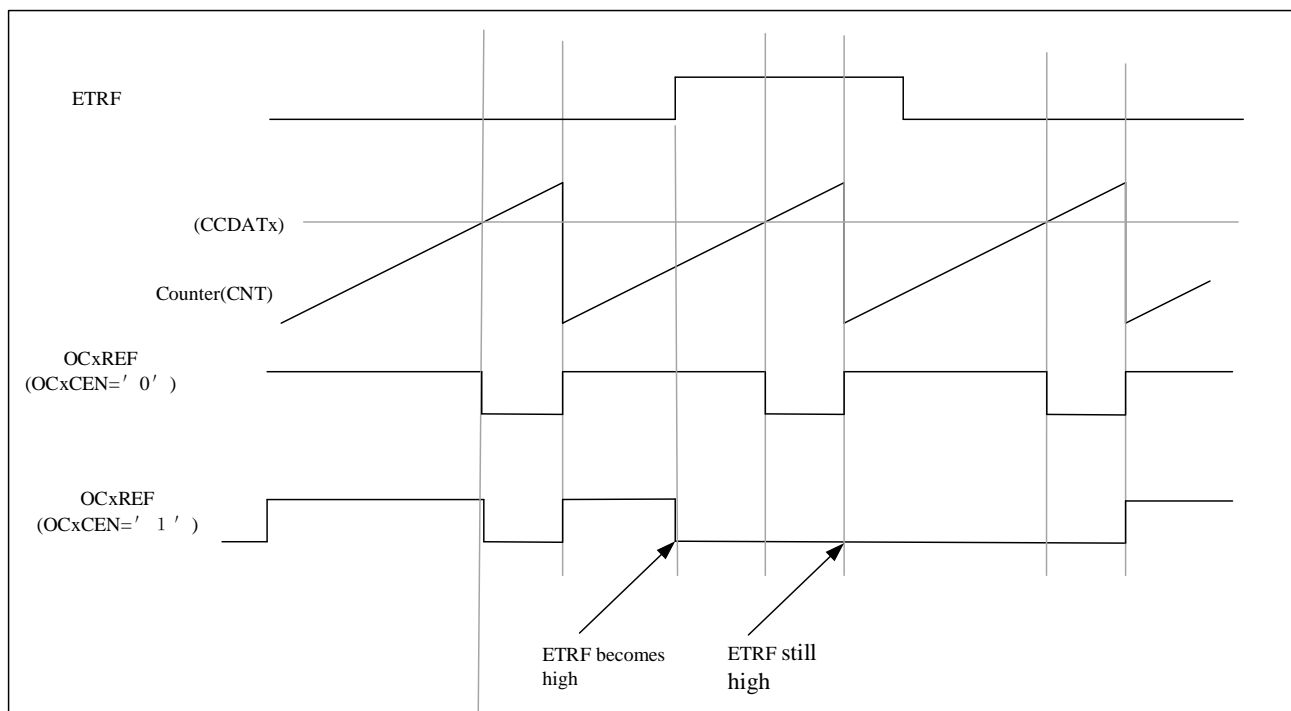 ETRF
(CCDATx)
Counter(CNT)
OCxREF
(OCxCEN=′ 0′ )
OCxREF
(OCxCEN=′ 1 ′ )
ETRF becomes
high
ETRF still
high